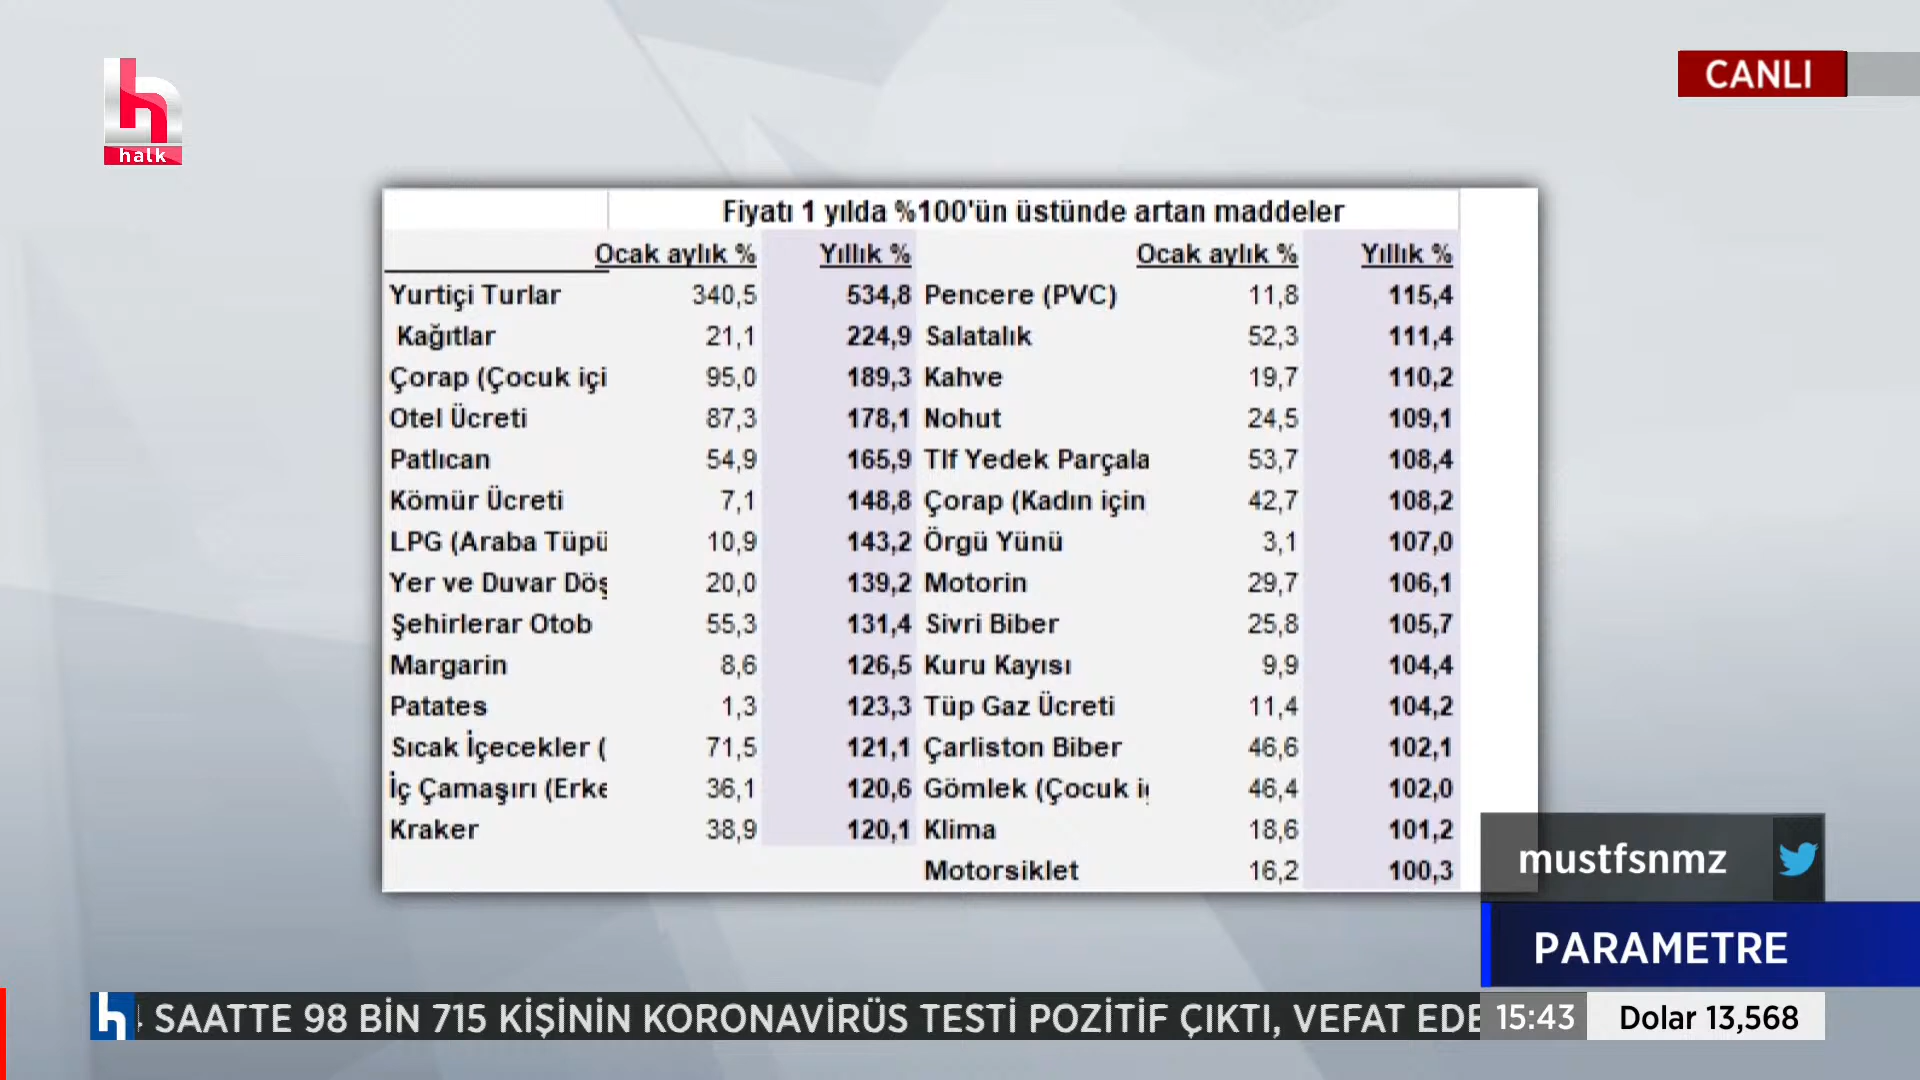 halk
CANLI
Fiyatı 1 yılda %100'ün üstünde artan maddeler
Ocak aylık % Yıllık % Ocak aylık % Yıllık %
Yurtiçi Turlar 340,5 534,8 Pencere (PVC) 11,8 115,4
Kağıtlar 21,1 224,9 Salatalık 52,3 111,4
Çorap (Çocuk içi 95,0 189,3 Kahve 19,7 110,2
Otel Ücreti 87,3 178,1 Nohut 24,5 109,1
Patlıcan 54,9 165,9 Tlf Yedek Parçala 53,7 108,4
Kömür Ücreti 7,1 148,8 Çorap (Kadın için 42,7 108,2
LPG (Araba Tüpü 10,9 143,2 Örgü Yünü 3,1 107,0
Yer ve Duvar Döş 20,0 139,2 Motorin 29,7 106,1
Şehirlerar Otob 55,3 131,4 Sivri Biber 25,8 105,7
Margarin 8,6 126,5 Kuru Kayısı 9,9 104,4
Patates 1,3 123,3 Tüp Gaz Ücreti 11,4 104,2
Sıcak İçecekler ( 71,5 121,1 Çarliston Biber 46,6 102,1
İç Çamaşırı (Erke 36,1 120,6 Gömlek (Çocuk iç 46,4 102,0
Kraker 38,9 120,1 Klima 18,6 101,2
Motorsiklet 16,2 100,3
mustfsnmz
PARAMETRE
SAATTE 98 BİN 715 KİŞİNİN KORONAVİRÜS TESTİ POZİTİF ÇIKTI, VEFAT EDE 15:43 Dolar 13,568